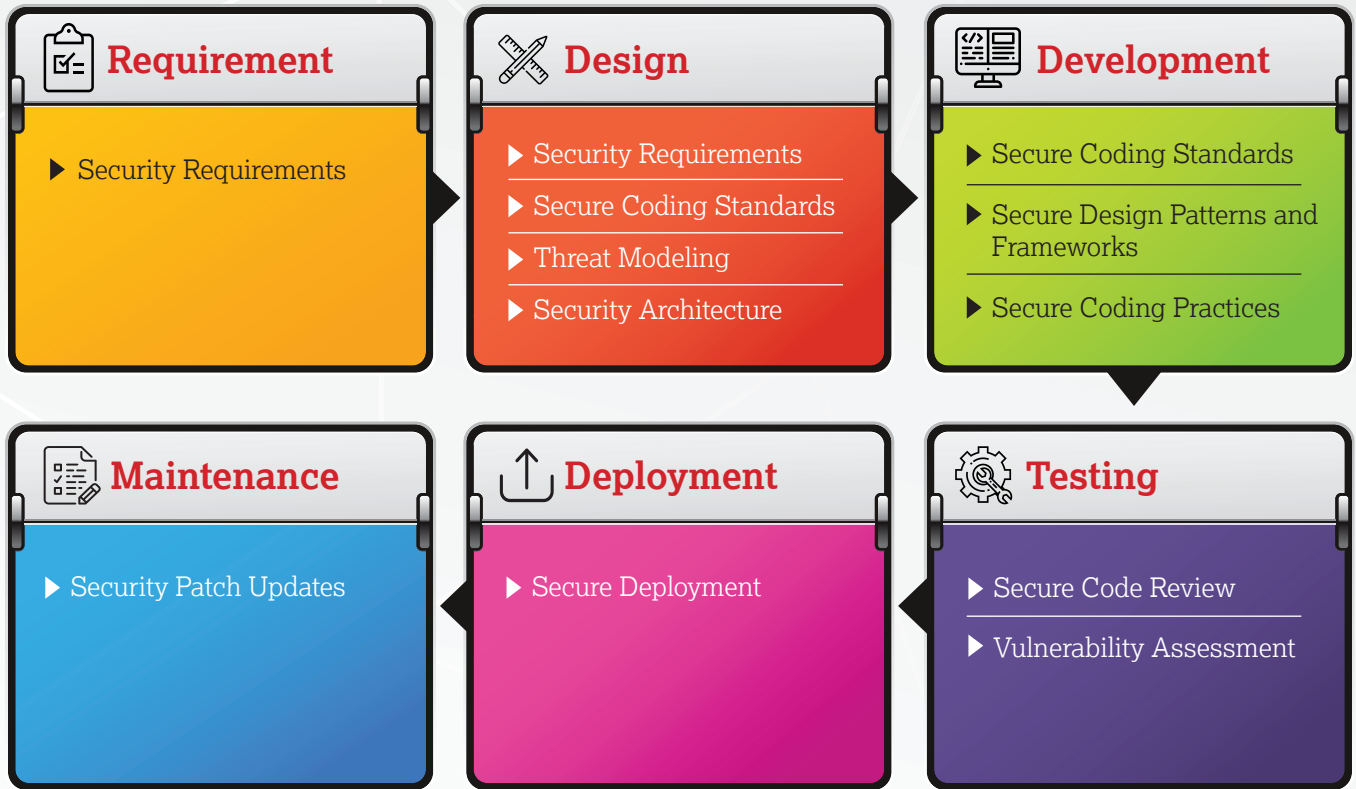 Requirement
Security Requirements
Design
Security Requirements
Secure Coding Standards
Threat Modeling
Security Architecture
Development
Secure Coding Standards
Secure Design Patterns and
Frameworks
Secure Coding Practices
Testing
Secure Code Review
Vulnerability Assessment
Deployment
Secure Deployment
Maintenance
Security Patch Updates